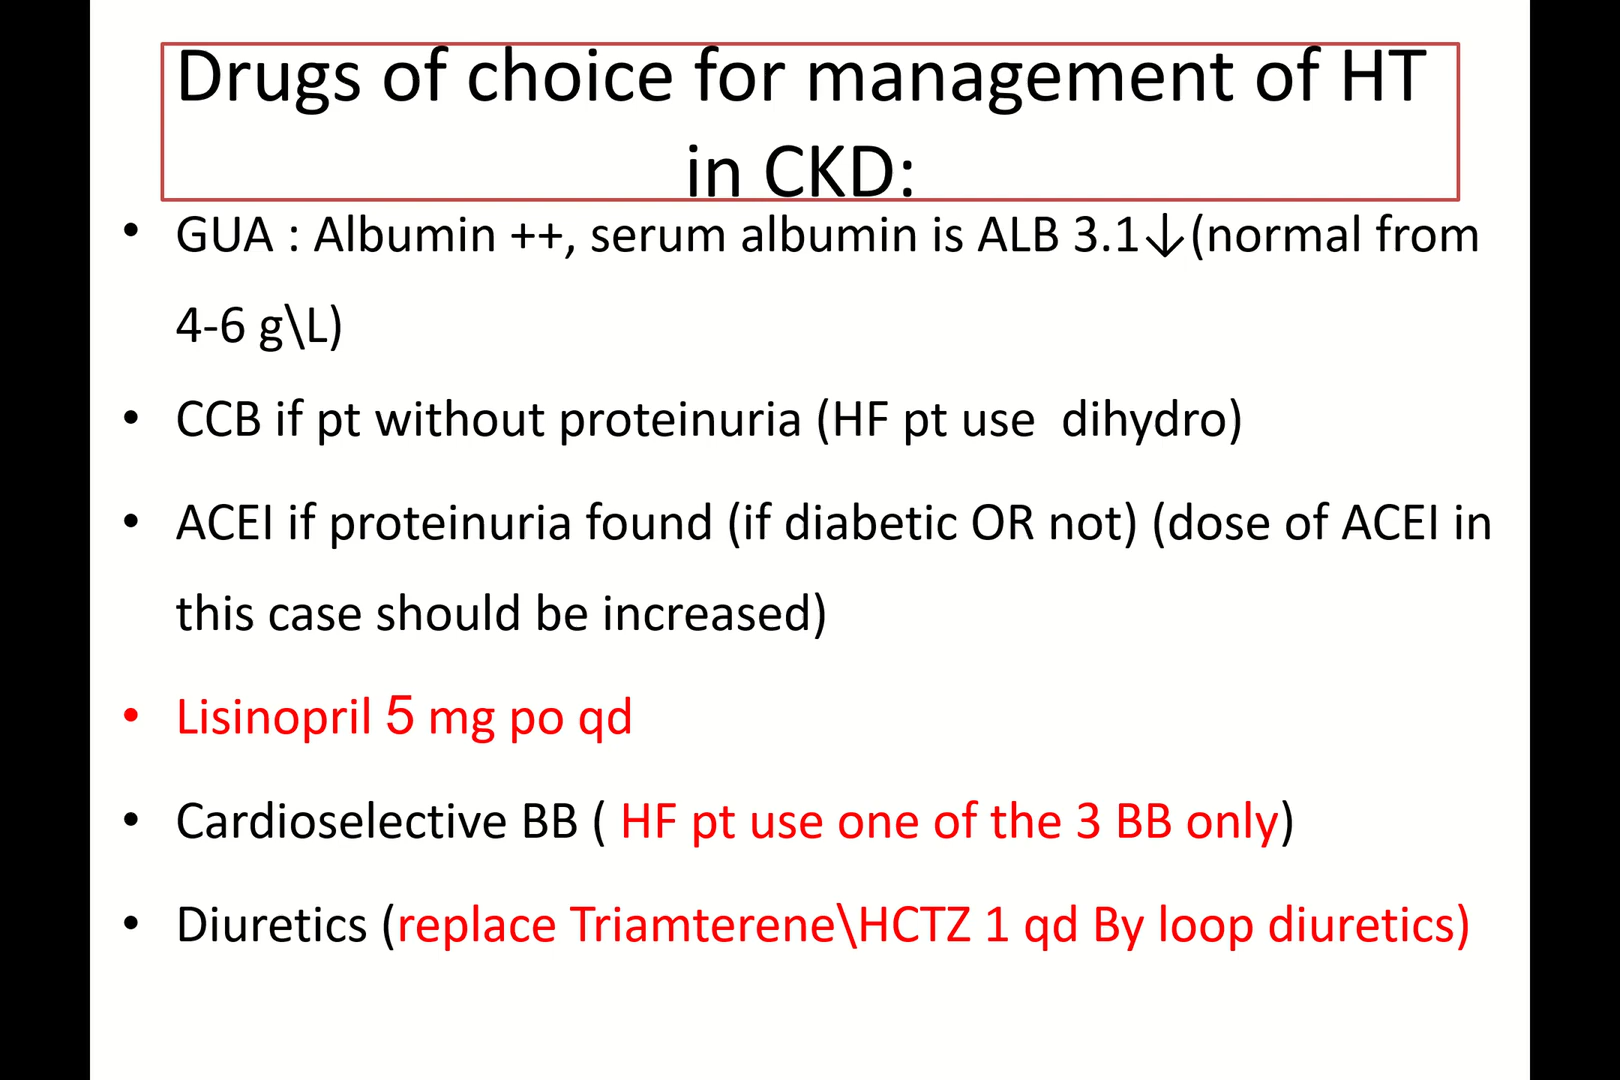 Drugs of choice for management of HT
in CKD:
• GUA : Albumin ++, serum albumin is ALB 3.1↓(normal from
4-6 g\L)
• CCB if pt without proteinuria (HF pt use  dihydro)
• ACEI if proteinuria found (if diabetic OR not) (dose of ACEI in
this case should be increased)
• Lisinopril 5 mg po qd
• Cardioselective BB ( HF pt use one of the 3 BB only)
• Diuretics (replace Triamterene\HCTZ 1 qd By loop diuretics)